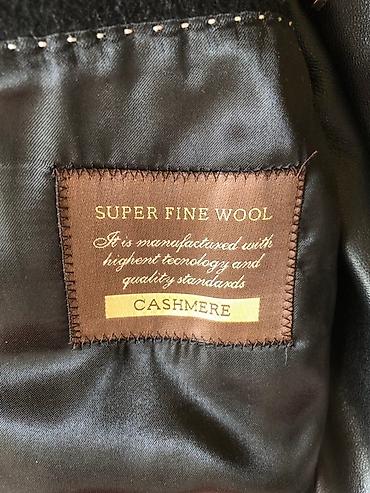 SUPER FINE WOOL
It is manufactured with
highent tecnology and
quality standards
CASHMERE